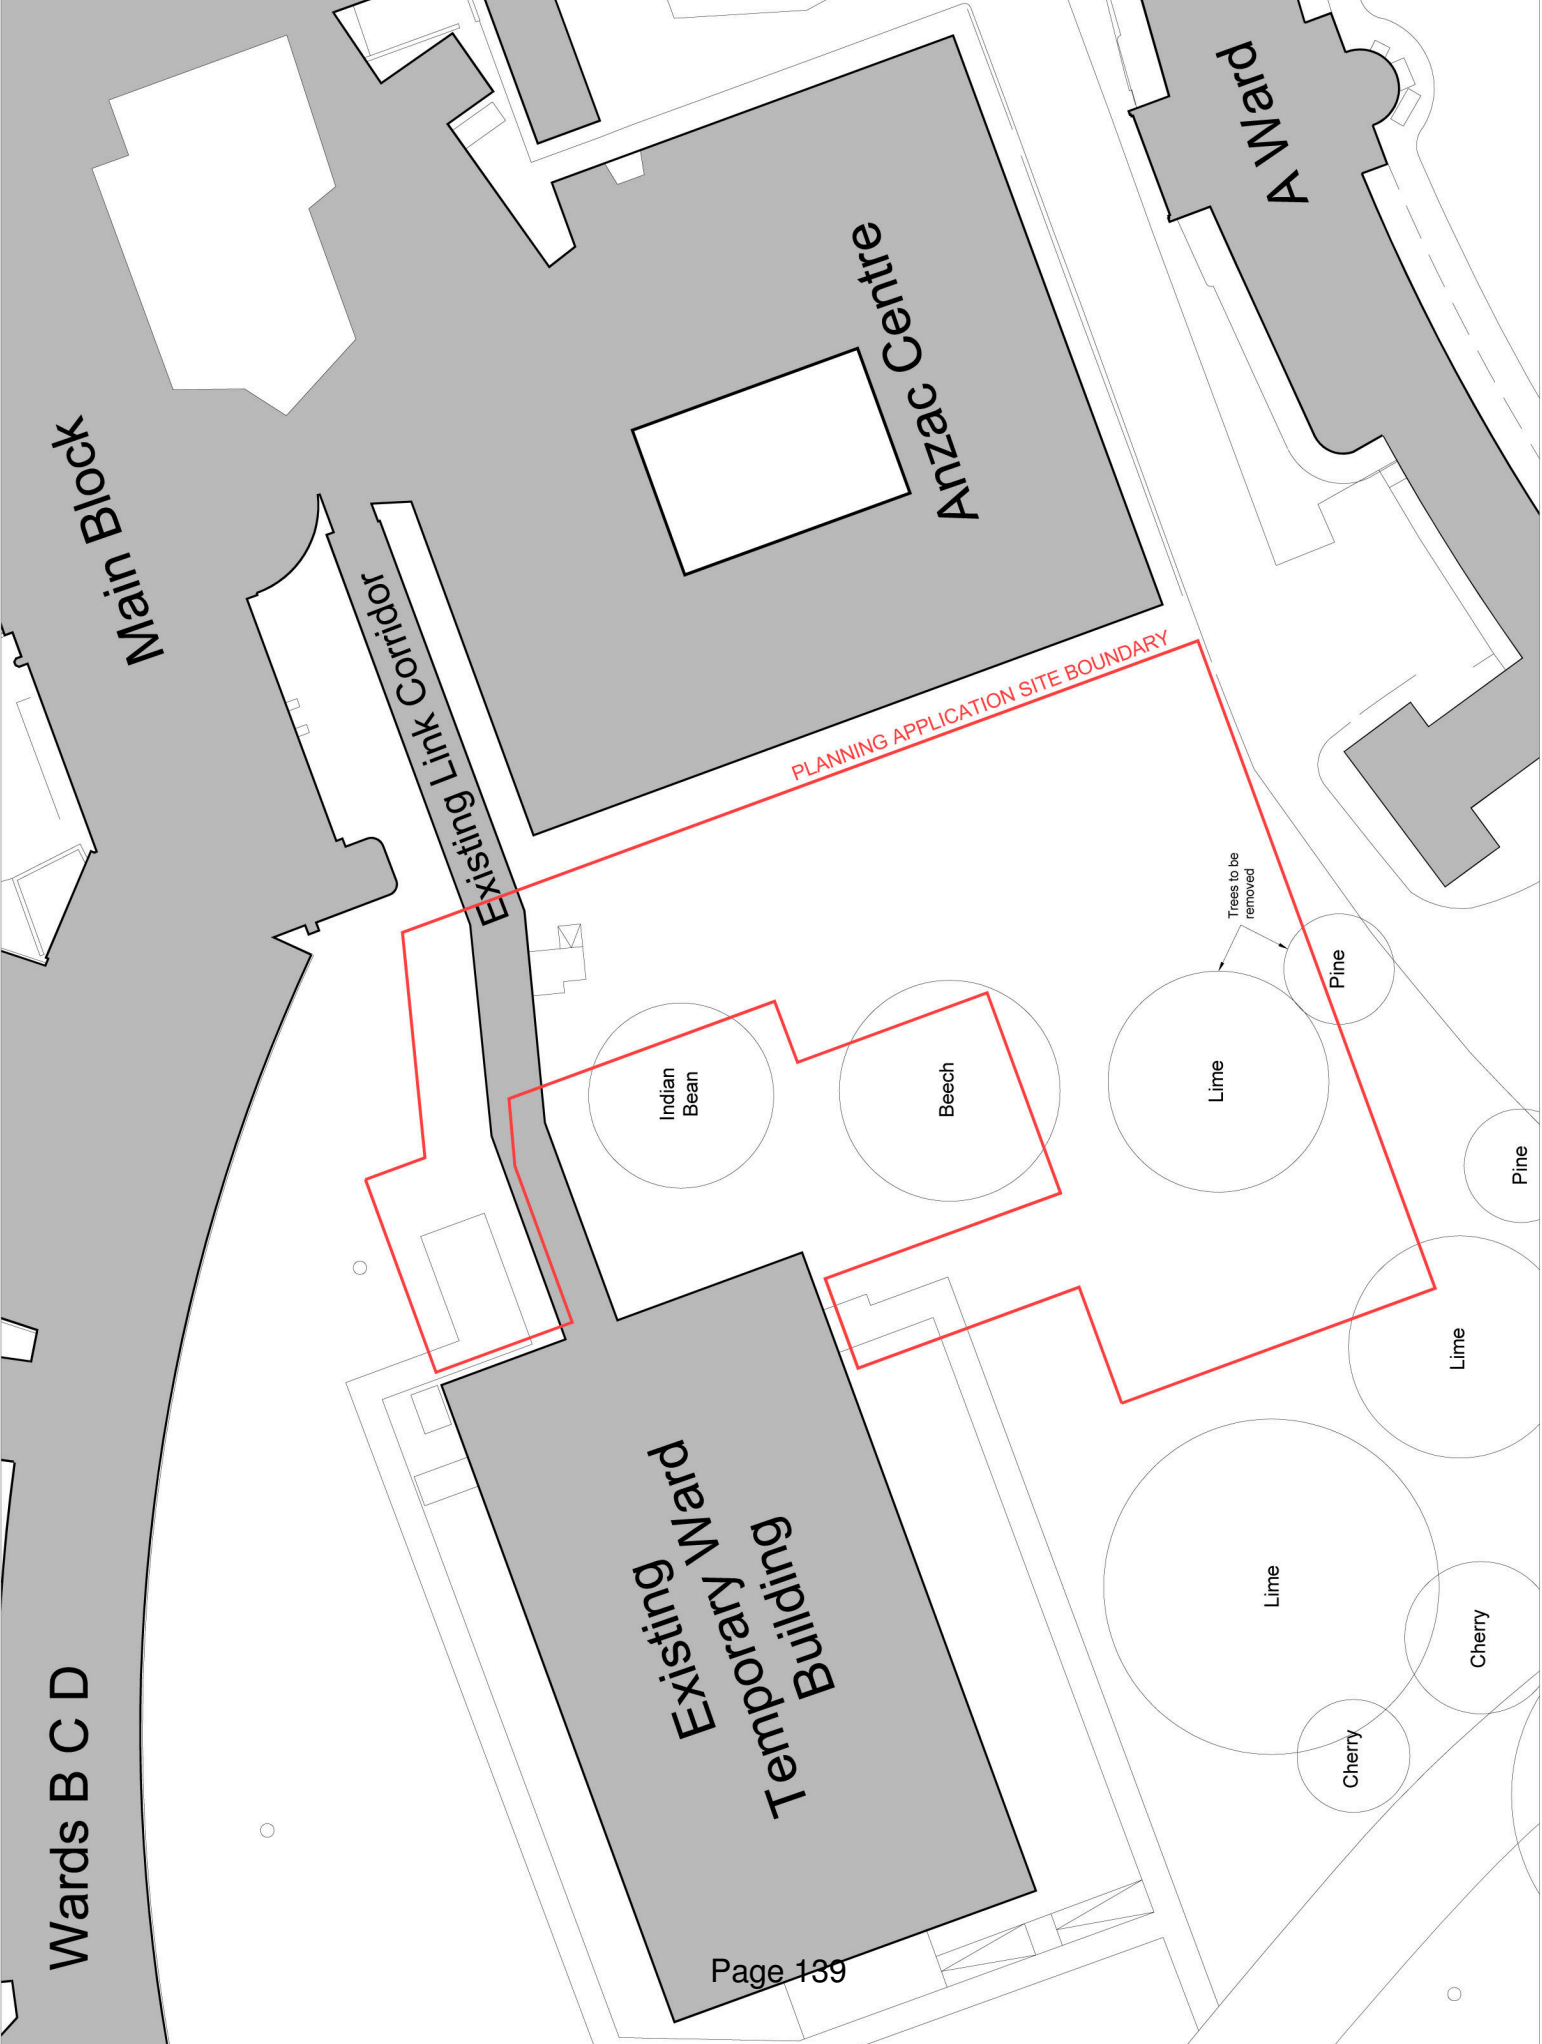 Main Block
Anzac Centre
A Ward
Existing Link Corridor
PLANNING APPLICATION SITE BOUNDARY
Trees to be
removed
Pine
Indian
Bean
Beech
Lime
Pine
Lime
Lime
Cherry
Cherry
Existing
Temporary Ward
Building
Wards B C D
Page 139